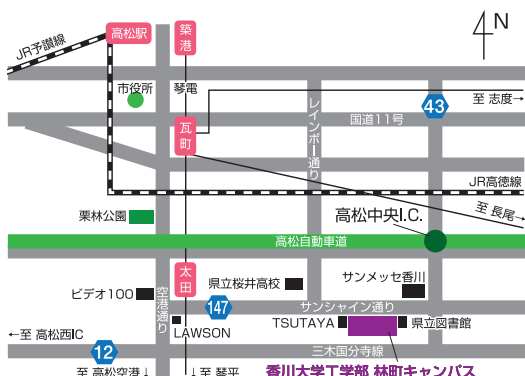 高松駅
築港
N
JR予讃線
市役所
琴電
至 志度→
43
国道11号
レインボー通り
瓦町
JR高徳線
至 長尾→
栗林公園
高松中央I.C.
高松自動車道
太田
県立桜井高校
サンメッセ香川
ビデオ100
空港通り
147
サンシャイン通り
LAWSON
TSUTAYA
県立図書館
←至 高松西IC
12
三木国分寺線
至 高松空港↓
↓至 琴平
香川大学工学部 林町キャンパス